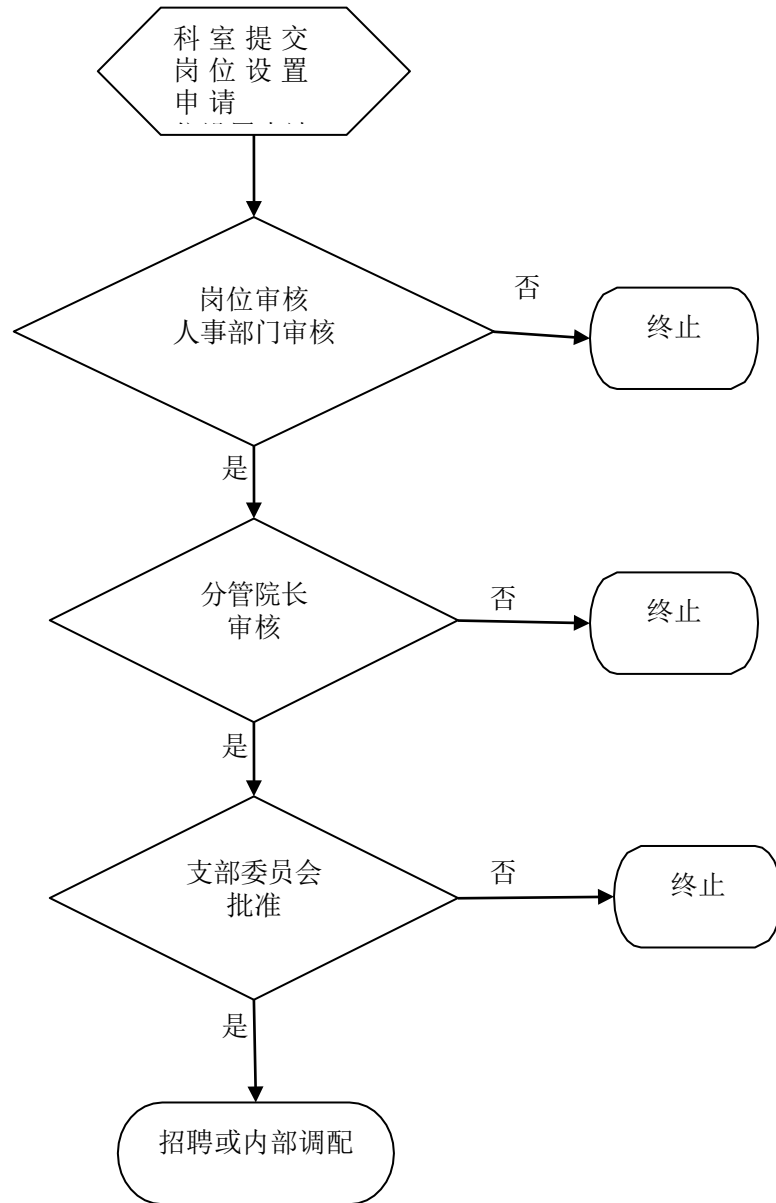 科室提交
岗位设置
申请
岗位审核
人事部门审核
否
终止
是
分管院长
审核
否
终止
是
支部委员会
批准
否
终止
是
招聘或内部调配